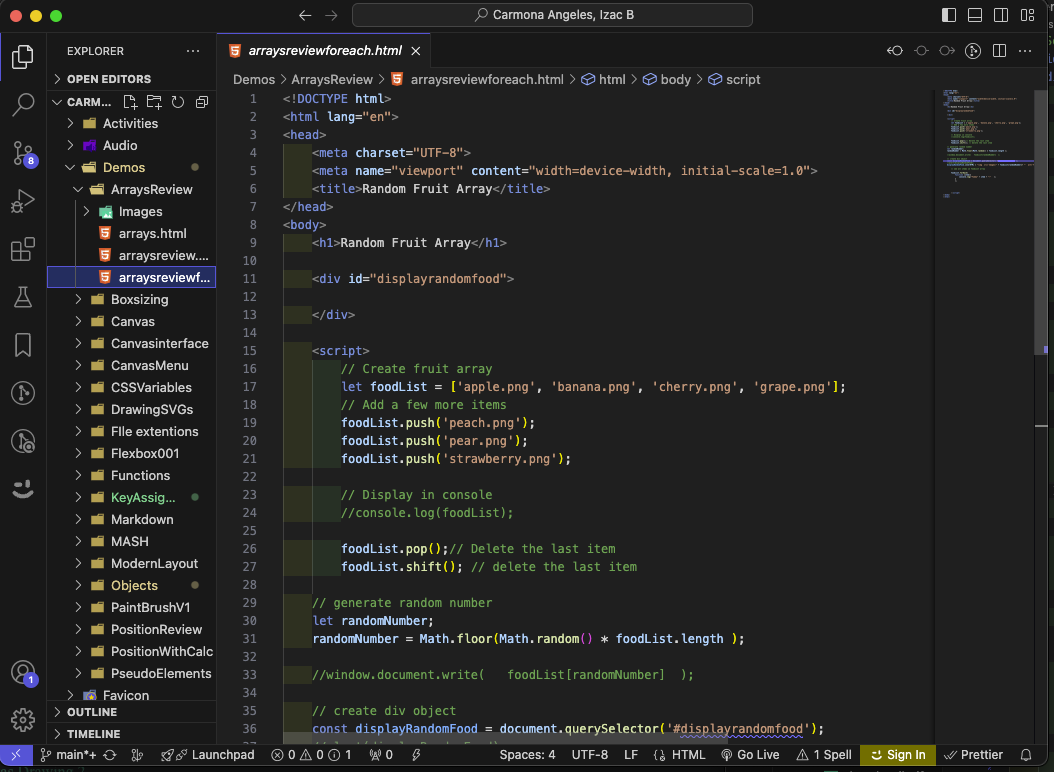 Carmona Angeles, Izac B
EXPLORER
OPEN EDITORS
CARM...
Activities
Audio
Demos
ArraysReview
Images
arrays.html
arraysreview....
arraysreviewf...
Boxsizing
Canvas
Canvasinterface
CanvasMenu
CSSVariables
DrawingSVGs
FIle extentions
Flexbox001
Functions
KeyAssig...
Markdown
MASH
ModernLayout
Objects
PaintBrushV1
PositionReview
PositionWithCalc
PseudoElements
Favicon
OUTLINE
TIMELINE
8
1
arraysreviewforeach.html
Demos > ArraysReview > arraysreviewforeach.html > html > body > script
1 <!DOCTYPE html>
2 <html lang="en">
3 <head>
4 <meta charset="UTF-8">
5 <meta name="viewport" content="width=device-width, initial-scale=1.0">
6 <title>Random Fruit Array</title>
7 </head>
8 <body>
9 <h1>Random Fruit Array</h1>
10
11 <div id="displayrandomfood">
12
13 </div>
14
15 <script>
16 // Create fruit array
17 let foodList = ['apple.png', 'banana.png', 'cherry.png', 'grape.png'];
18 // Add a few more items
19 foodList.push('peach.png');
20 foodList.push('pear.png');
21 foodList.push('strawberry.png');
22
23 // Display in console
24 //console.log(foodList);
25
26 foodList.pop();// Delete the last item
27 foodList.shift(); // delete the last item
28
29 // generate random number
30 let randomNumber;
31 randomNumber = Math.floor(Math.random() * foodList.length );
32
33 //window.document.write(   foodList[randomNumber]  );
34
35 // create div object
36 const displayRandomFood = document.querySelector('#displayrandomfood');
main*+ Launchpad 0 0 1 0 Spaces: 4 UTF-8 LF {} HTML Go Live 1 Spell Sign In Prettier